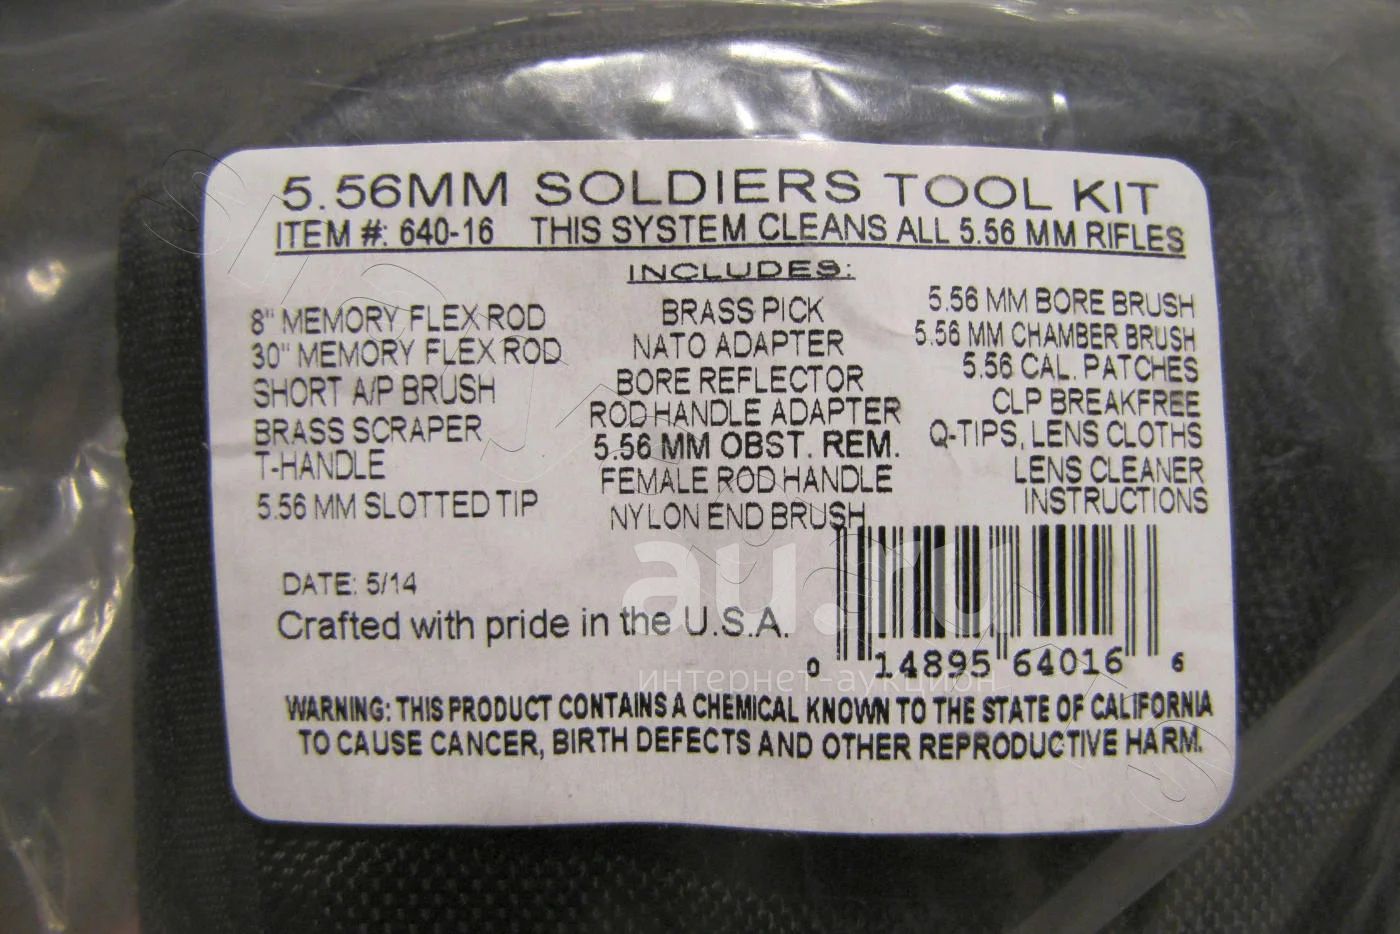 5.56MM SOLDIERS TOOL KIT
ITEM #: 640-16 THIS SYSTEM CLEANS ALL 5.56 MM RIFLES
INCLUDES:
8" MEMORY FLEX ROD
30" MEMORY FLEX ROD
SHORT A/P BRUSH
BRASS SCRAPER
T-HANDLE
5.56 MM SLOTTED TIP
BRASS PICK
NATO ADAPTER
BORE REFLECTOR
ROD HANDLE ADAPTER
5.56 MM OBST. REM.
FEMALE ROD HANDLE
NYLON END BRUSH
5.56 MM BORE BRUSH
5.56 MM CHAMBER BRUSH
5.56 CAL. PATCHES
CLP BREAKFREE
Q-TIPS, LENS CLOTHS
LENS CLEANER
INSTRUCTIONS
DATE: 5/14
Crafted with pride in the U.S.A.
0 14895 64016 6
WARNING: THIS PRODUCT CONTAINS A CHEMICAL KNOWN TO THE STATE OF CALIFORNIA
TO CAUSE CANCER, BIRTH DEFECTS AND OTHER REPRODUCTIVE HARM.
au.ru
интернет-аукцион